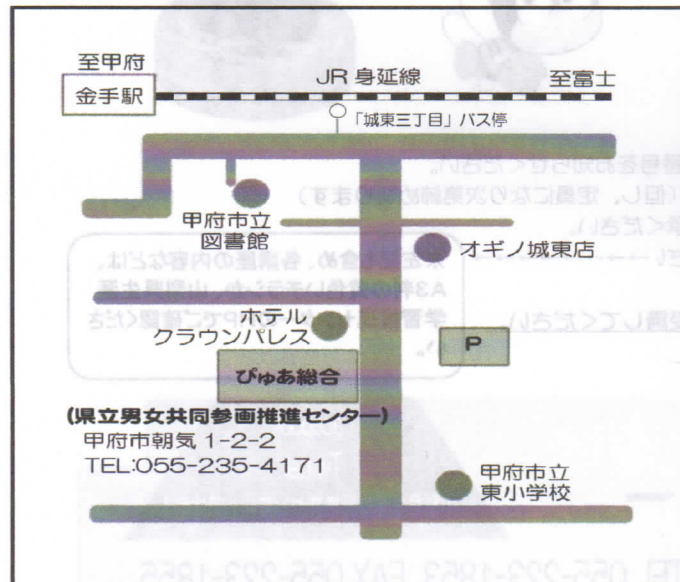 至甲府
JR 身延線
至富士
金手駅
「城東三丁目」バス停
甲府市立
図書館
オギノ城東店
ホテル
クラウンパレス
P
ぴゅあ総合
(県立男女共同参画推進センター)
甲府市朝気 1-2-2
TEL:055-235-4171
甲府市立
東小学校